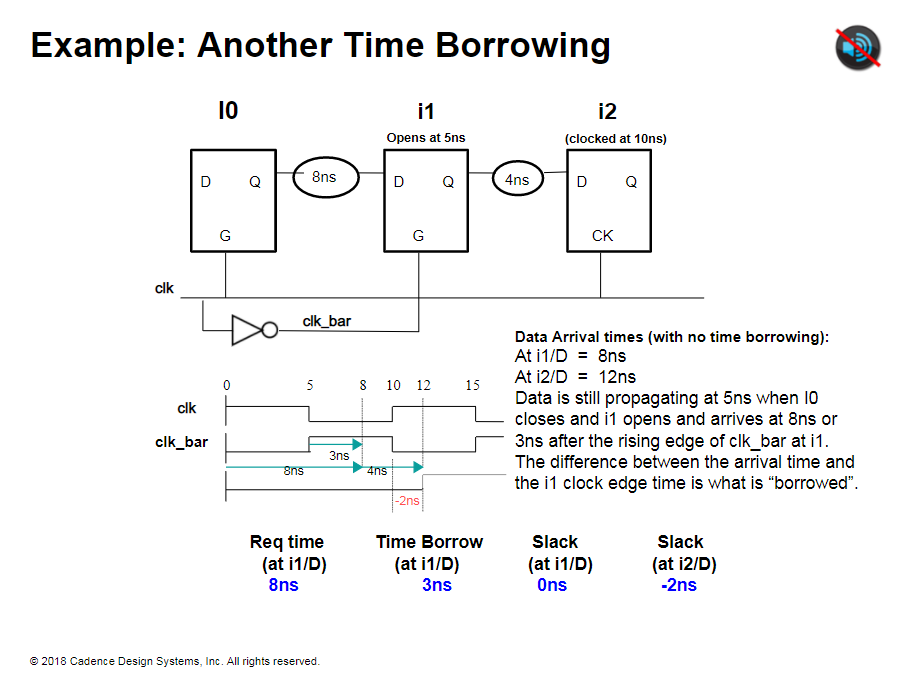 Example: Another Time Borrowing
I0 i1 i2
Opens at 5ns (clocked at 10ns)
D Q 8ns D Q 4ns D Q
G G CK
clk
clk_bar
Data Arrival times (with no time borrowing):
At i1/D = 8ns
At i2/D = 12ns
Data is still propagating at 5ns when I0
closes and i1 opens and arrives at 8ns or
3ns after the rising edge of clk_bar at i1.
The difference between the arrival time and
the i1 clock edge time is what is “borrowed”.
0 5 8 10 12 15
clk
clk_bar
3ns
8ns 4ns
-2ns
Req time Time Borrow Slack Slack
(at i1/D) (at i1/D) (at i1/D) (at i2/D)
8ns 3ns 0ns -2ns
© 2018 Cadence Design Systems, Inc. All rights reserved.